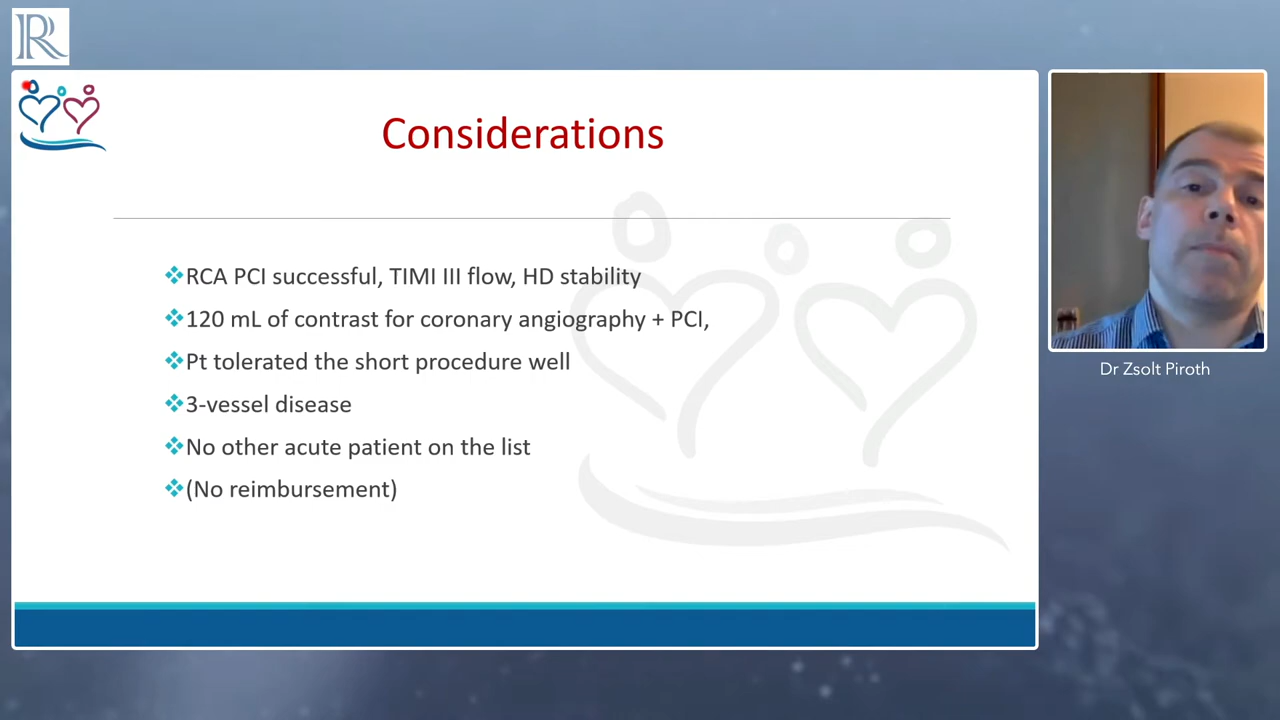 R
Considerations
RCA PCI successful, TIMI III flow, HD stability
120 mL of contrast for coronary angiography + PCI,
Pt tolerated the short procedure well
3-vessel disease
No other acute patient on the list
(No reimbursement)
Dr Zsolt Piroth